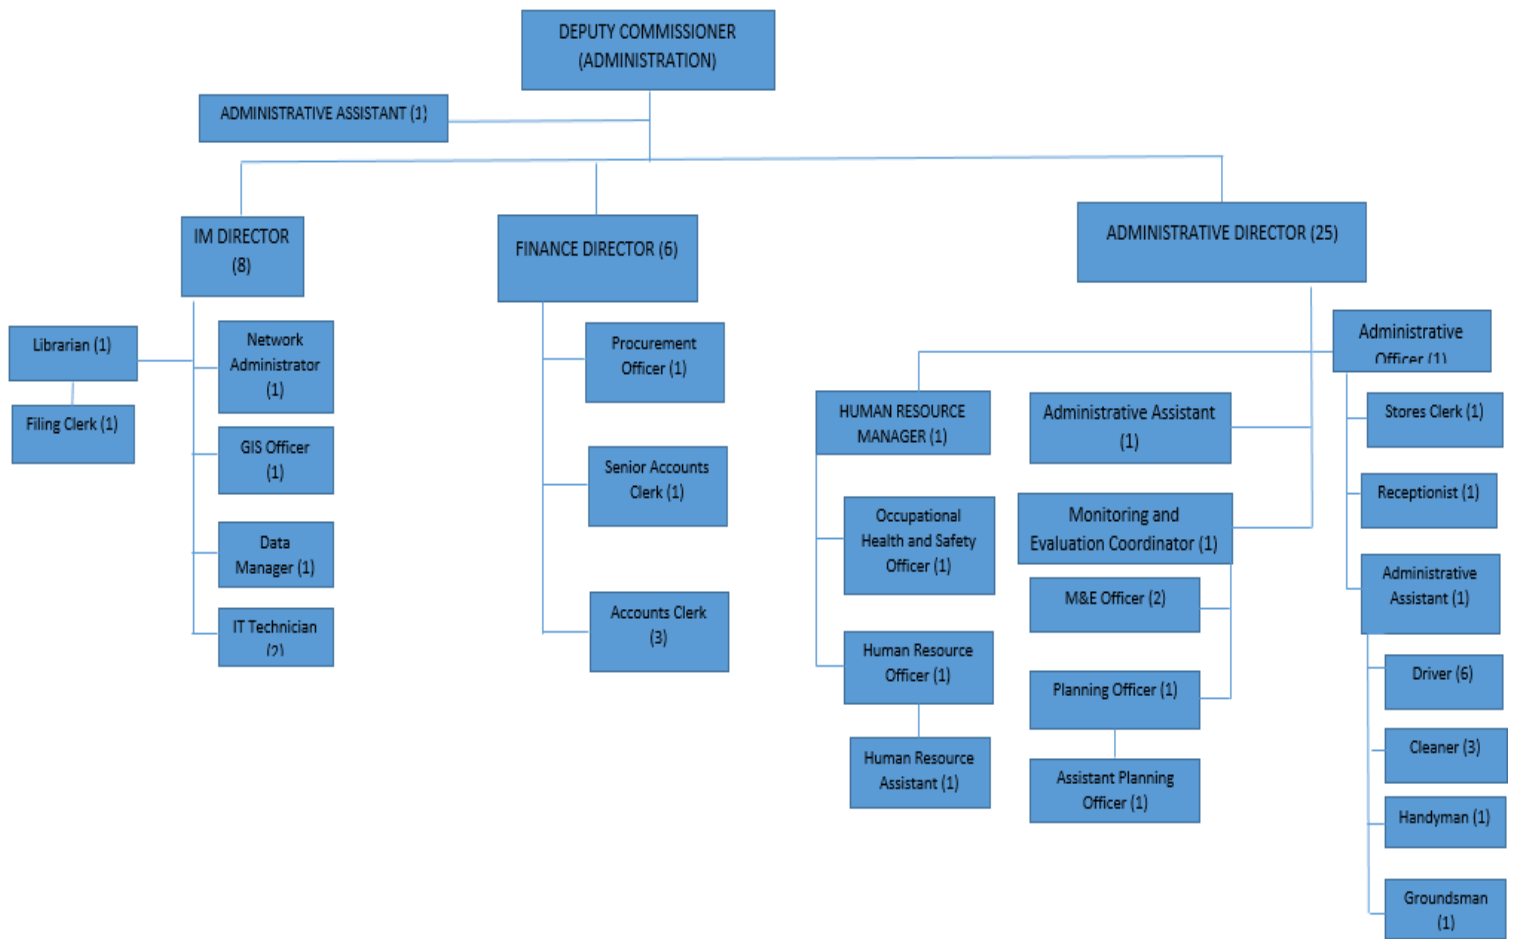 DEPUTY COMMISSIONER
(ADMINISTRATION)
ADMINISTRATIVE ASSISTANT (1)
IM DIRECTOR
(8)
FINANCE DIRECTOR (6)
ADMINISTRATIVE DIRECTOR (25)
Librarian (1)
Filing Clerk (1)
Network
Administrator
(1)
GIS Officer
(1)
Data
Manager (1)
IT Technician
(2)
Procurement
Officer (1)
Senior Accounts
Clerk (1)
Accounts Clerk
(3)
HUMAN RESOURCE
MANAGER (1)
Occupational
Health and Safety
Officer (1)
Human Resource
Officer (1)
Human Resource
Assistant (1)
Administrative Assistant
(1)
Monitoring and
Evaluation Coordinator (1)
M&E Officer (2)
Planning Officer (1)
Assistant Planning
Officer (1)
Administrative
Officer (1)
Stores Clerk (1)
Receptionist (1)
Administrative
Assistant (1)
Driver (6)
Cleaner (3)
Handyman (1)
Groundsman
(1)